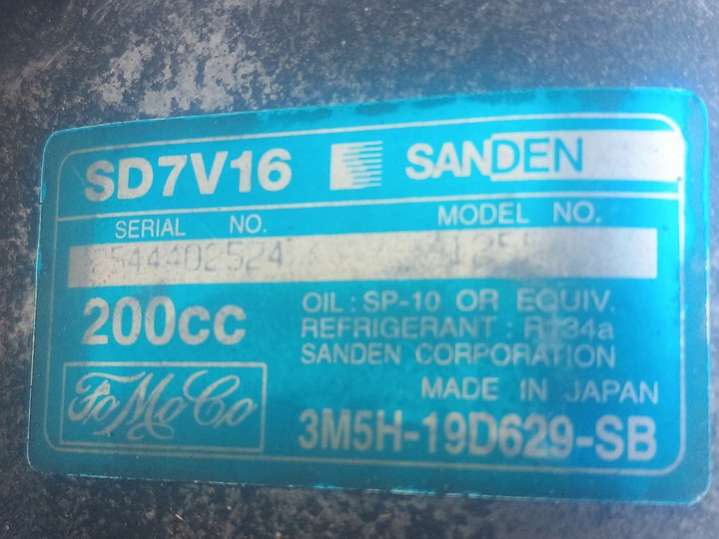 SD7V16 SANDEN
SERIAL NO. MODEL NO.
200cc
OIL : SP-10 OR EQUIV.
REFRIGERANT : R134a
SANDEN CORPORATION
MADE IN JAPAN
FoMoCo
3M5H-19D629-SB